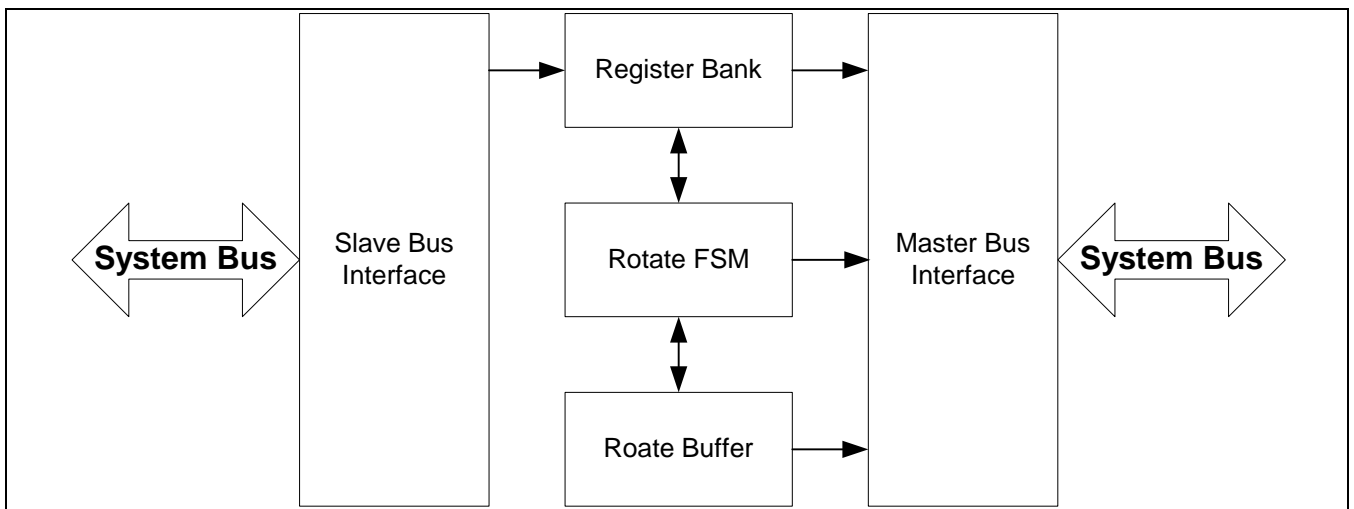 Register Bank
System Bus
Slave Bus
Interface
Rotate FSM
Master Bus
Interface
System Bus
Roate Buffer